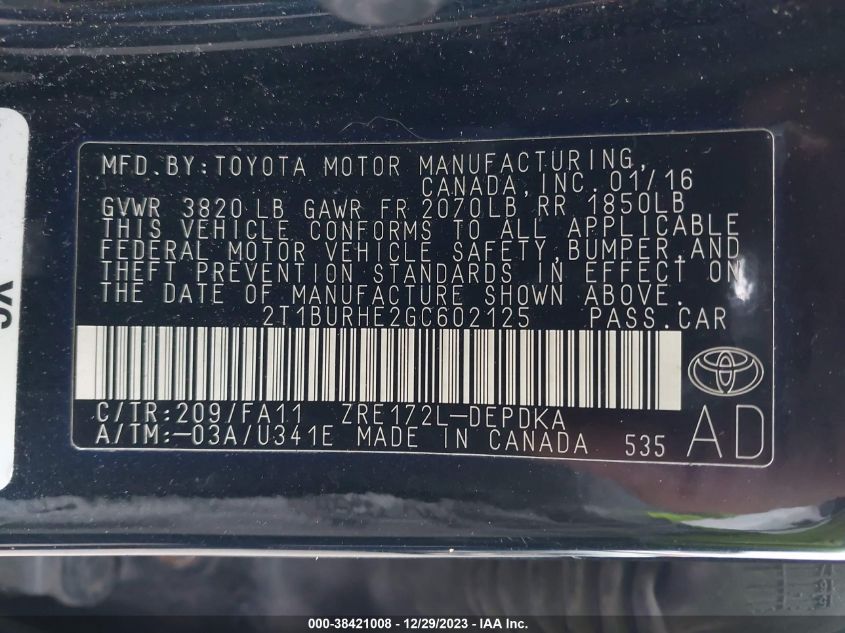 MFD.BY:TOYOTA MOTOR MANUFACTURING,
CANADA,INC.01/16
GVWR 3820LB GAWR FR 2070LB RR 1850LB
THIS VEHICLE CONFORMS TO ALL APPLICABLE
FEDERAL MOTOR VEHICLE SAFETY,BUMPER,AND
THEFT PREVENTION STANDARDS IN EFFECT ON
THE DATE OF MANUFACTURE SHOWN ABOVE.
2T1BURHE2GC602125 PASS.CAR
C/TR:209/FA11 ZRE172L-DEPDKA
A/TM:-03A/U341E MADE IN CANADA 535 AD
000-38421008 - 12/29/2023 - IAA Inc.